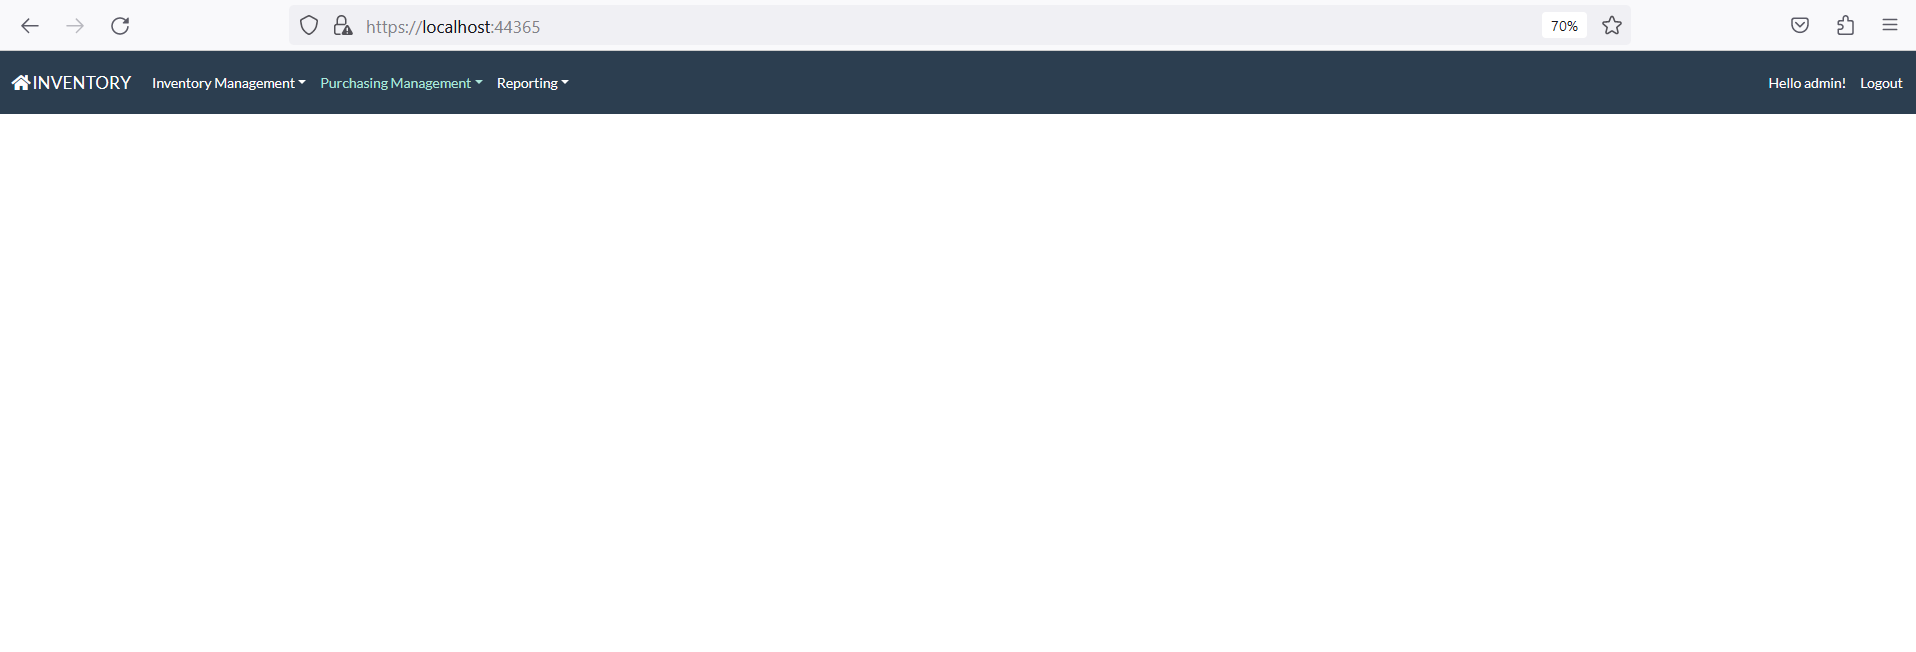 https://localhost:44365 70%
INVENTORY Inventory Management Purchasing Management Reporting Hello admin! Logout